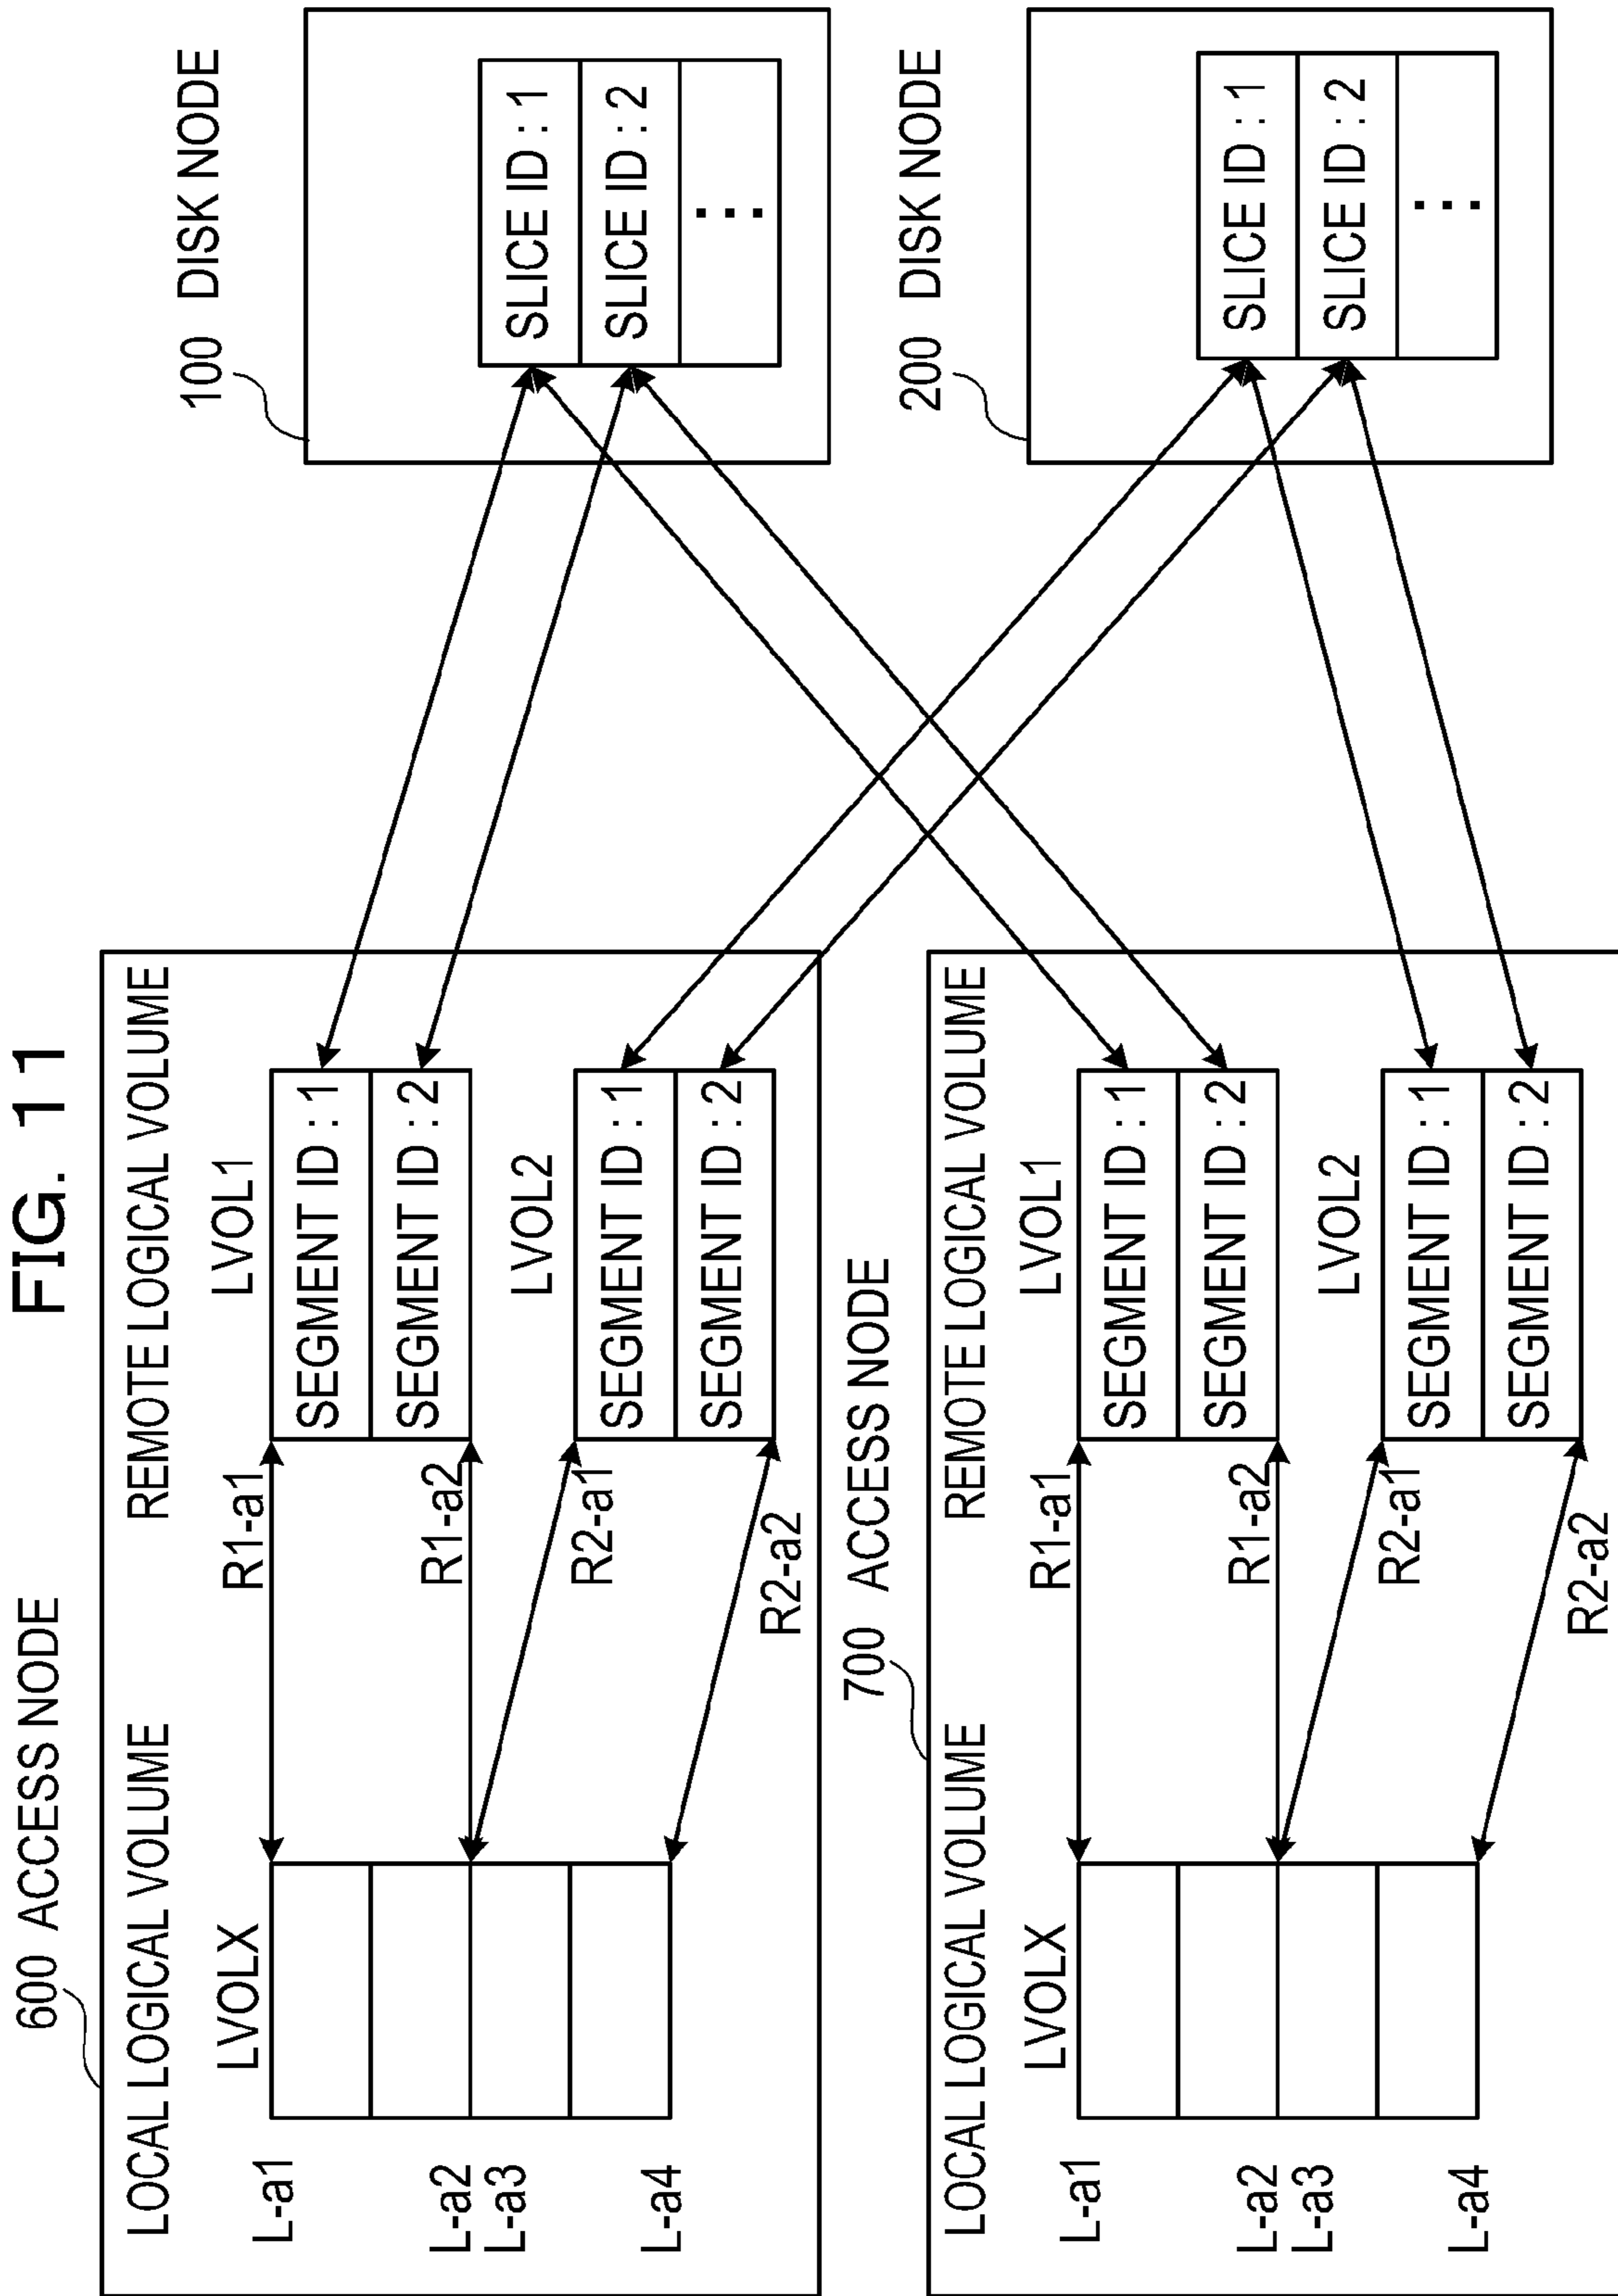 FIG. 11
600 ACCESS NODE
LOCAL LOGICAL VOLUME
REMOTE LOGICAL VOLUME
LVOLX
L-a1
L-a2
L-a3
L-a4
R1-a1
R1-a2
R2-a1
R2-a2
LVOL1
SEGMENT ID : 1
SEGMENT ID : 2
LVOL2
SEGMENT ID : 1
SEGMENT ID : 2
100 DISK NODE
SLICE ID : 1
SLICE ID : 2
...
700 ACCESS NODE
LOCAL LOGICAL VOLUME
REMOTE LOGICAL VOLUME
LVOLX
L-a1
L-a2
L-a3
L-a4
R1-a1
R1-a2
R2-a1
R2-a2
LVOL1
SEGMENT ID : 1
SEGMENT ID : 2
LVOL2
SEGMENT ID : 1
SEGMENT ID : 2
200 DISK NODE
SLICE ID : 1
SLICE ID : 2
...